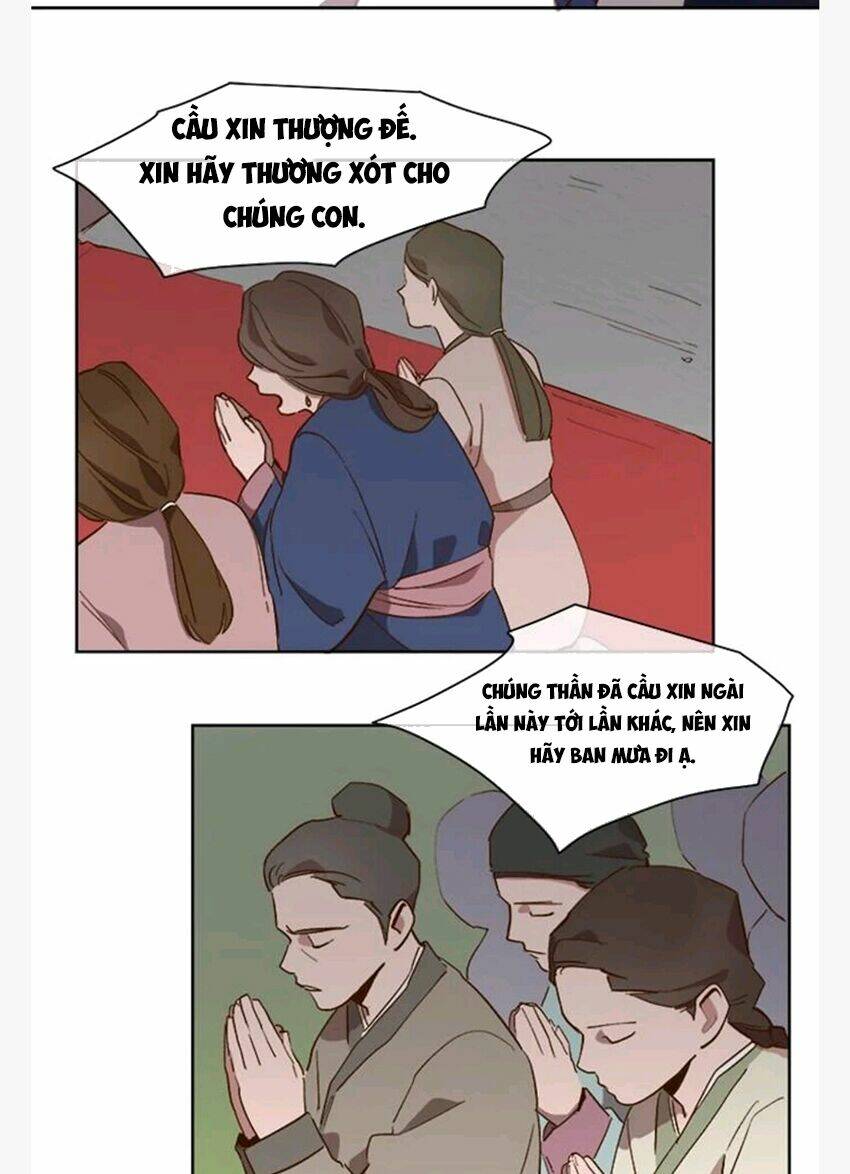 CẦU XIN THƯỢNG ĐẾ.
XIN HÃY THƯƠNG XÓT CHO
CHÚNG CON.
CHÚNG THẦN ĐÃ CẦU XIN NGÀI
LẦN NÀY TỚI LẦN KHÁC, NÊN XIN
HÃY BAN MƯA ĐI Ạ.